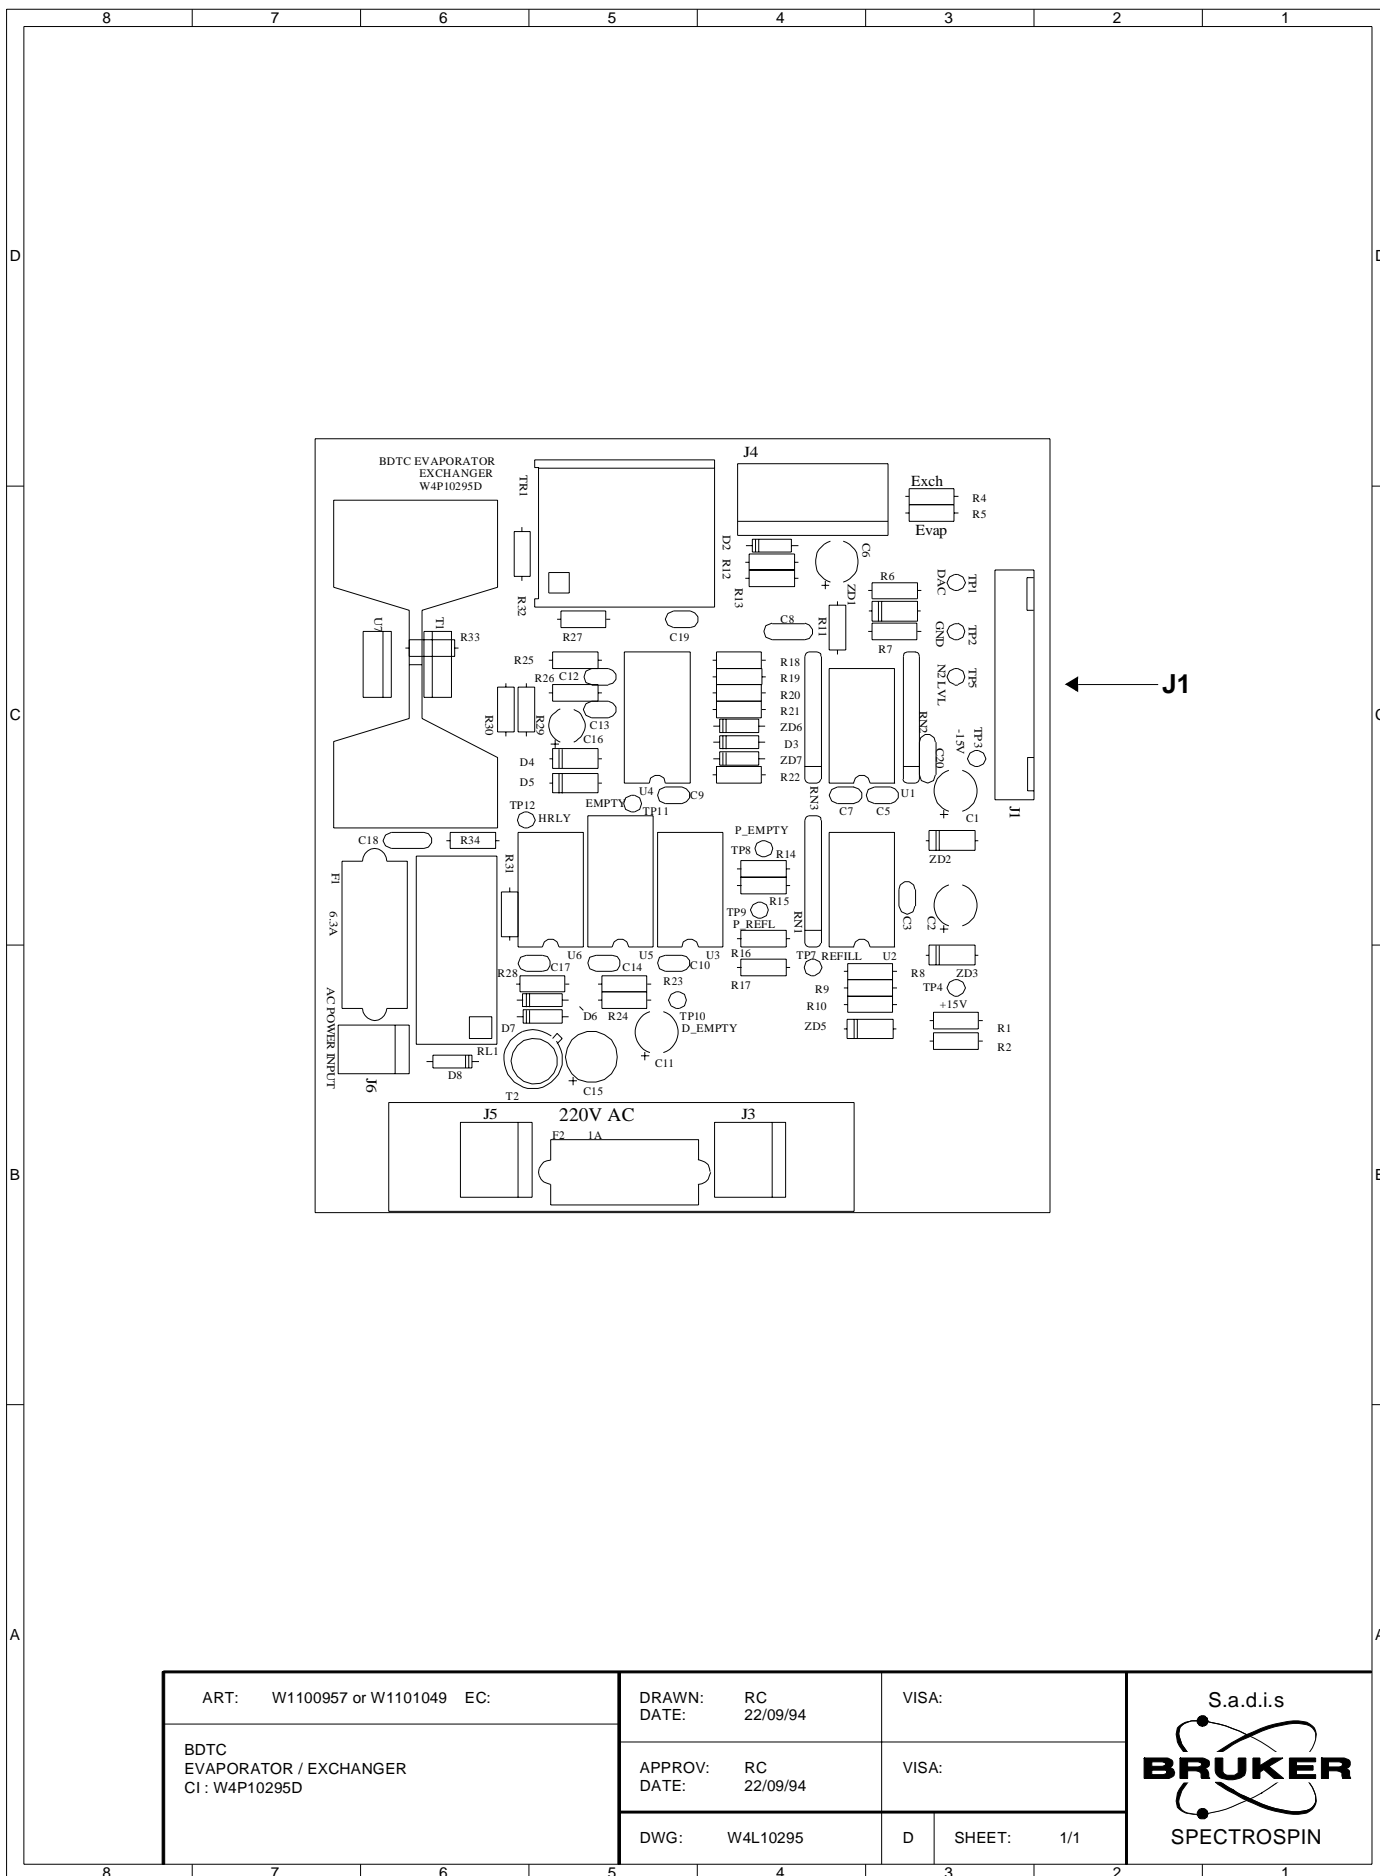 8 7 6 5 4 3 2 1
D D
BDTC EVAPORATOR
EXCHANGER
W4P10295D
TR1
J4
Exch
R4
R5
Evap
D2
R12
R13
C6
ZD1
R6
DAC TP1
R32
R27
C19
C8
R11
R7
GND TP2
U7
T1
R33
R25
C12
R26
R18
R19
R20
R21
ZD6
D3
ZD7
R22
N2 LVL TP5
J1
C C
R30
R29
C13
C16
+
D4
D5
RN2
C20
-15V
TP3
U4
C9
RN3
C7
C5
U1
+
C1
J1
TP12
HRLY
EMPTY
TP11
P_EMPTY
TP8
R14
ZD2
C18
R34
R31
R15
TP9
P_REFL
RN1
C3
C2
+
F1
6.3A
U6
U5
U3
R16
TP7
REFILL
U2
R28
C17
C14
C10
R17
R23
R8
ZD3
R9
R10
TP4
+15V
AC POWER INPUT
D7
D6
R24
TP10
D_EMPTY
ZD5
R1
R2
RL1
D8
J6
T2
+
C15
+
C11
J5
220V AC
J3
F2 1A
B B
A A
ART: W1100957 or W1101049 EC:
BDTC
EVAPORATOR / EXCHANGER
CI : W4P10295D
DRAWN: RC
DATE: 22/09/94
VISA:
APPROV: RC
DATE: 22/09/94
VISA:
DWG: W4L10295
D
SHEET: 1/1
S.a.d.i.s
BRUKER
SPECTROSPIN
8 7 6 5 4 3 2 1